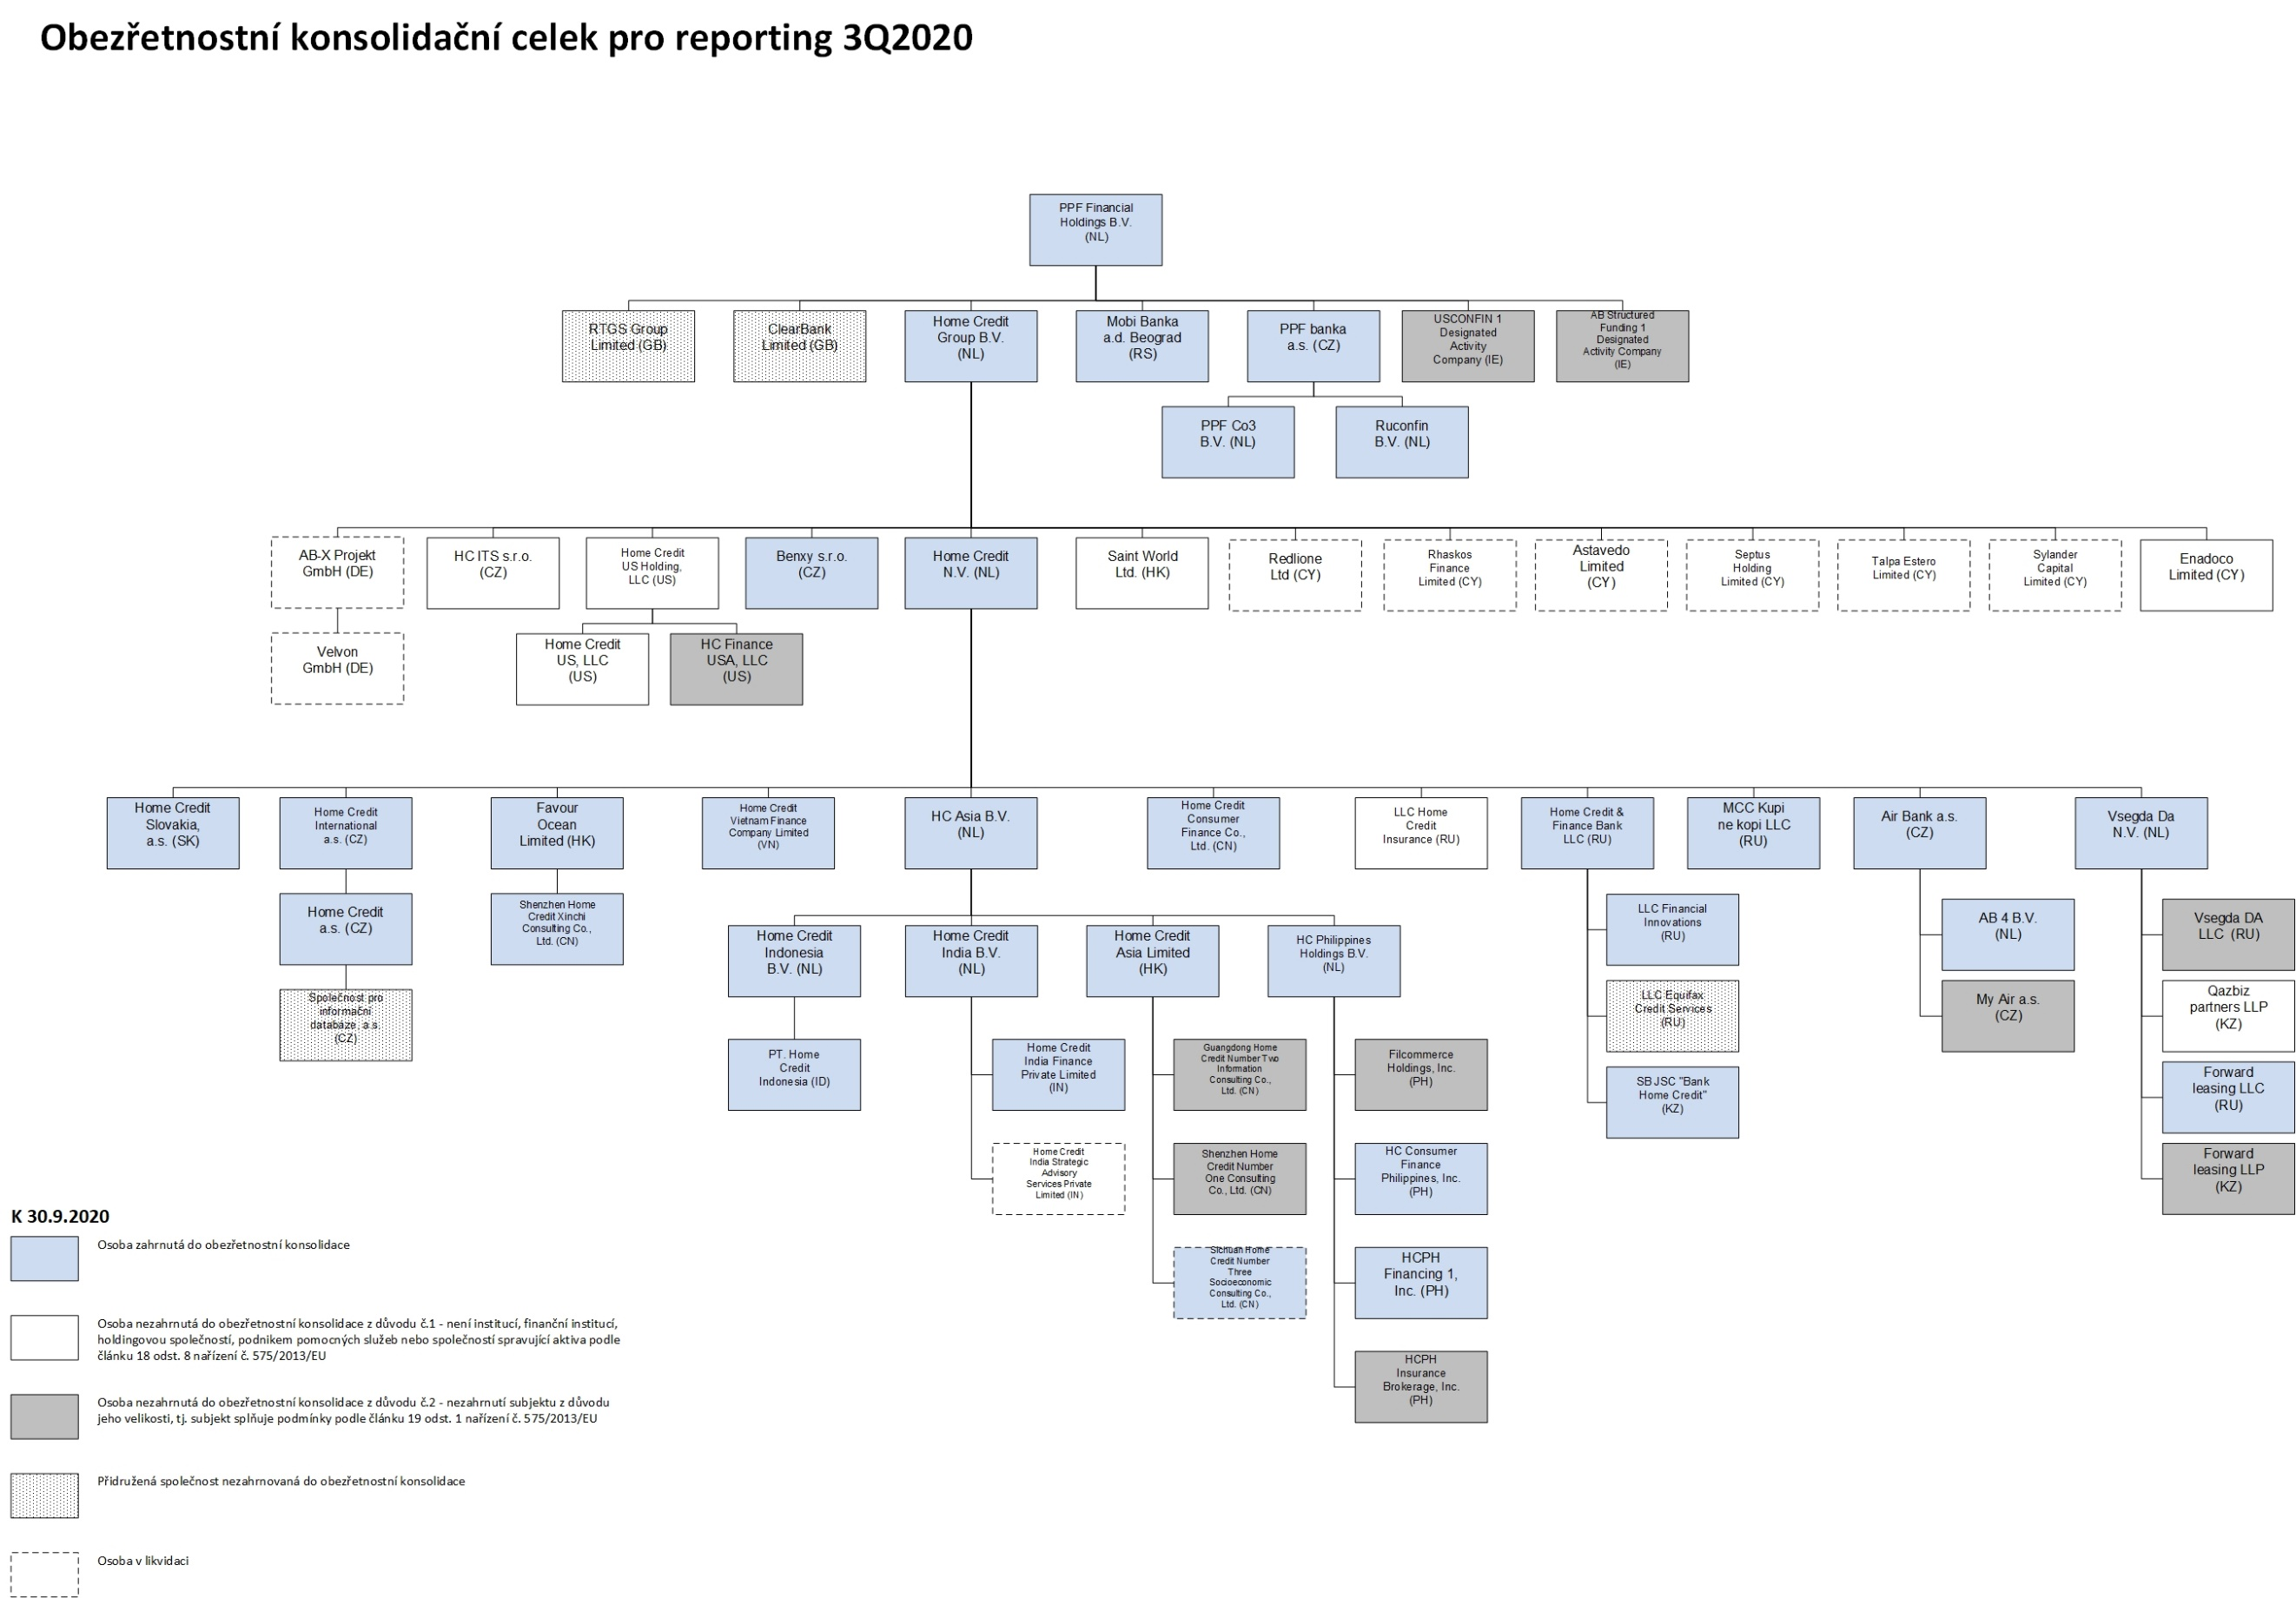 Obezřetnostní konsolidační celek pro reporting 3Q2020
PPF Financial
Holdings B.V.
(NL)
RTGS Group
Limited (GB)
ClearBank
Limited (GB)
Home Credit
Group B.V.
(NL)
Mobi Banka
a.d. Beograd
(RS)
PPF banka
a.s. (CZ)
USCONFIN 1
Designated
Activity
Company (IE)
AB Structured
Funding 1
Designated
Activity Company
(IE)
PPF Co3
B.V. (NL)
Ruconfin
B.V. (NL)
AB-X Projekt
GmbH (DE)
HC ITS s.r.o.
(CZ)
Home Credit
US Holding,
LLC (US)
Benxy s.r.o.
(CZ)
Home Credit
N.V. (NL)
Saint World
Ltd. (HK)
Redlione
Ltd (CY)
Rhaskos
Finance
Limited (CY)
Astavedo
Limited
(CY)
Septus
Holding
Limited (CY)
Talpa Estero
Limited (CY)
Sylander
Capital
Limited (CY)
Enadoco
Limited (CY)
Velvon
GmbH (DE)
Home Credit
US, LLC
(US)
HC Finance
USA, LLC
(US)
Home Credit
Slovakia,
a.s. (SK)
Home Credit
International
a.s. (CZ)
Favour
Ocean
Limited (HK)
Home Credit
Vietnam Finance
Company Limited
(VN)
HC Asia B.V.
(NL)
Home Credit
Consumer
Finance Co.,
Ltd. (CN)
LLC Home
Credit
Insurance (RU)
Home Credit &
Finance Bank
LLC (RU)
MCC Kupi
ne kopi LLC
(RU)
Air Bank a.s.
(CZ)
Vsegda Da
N.V. (NL)
Home Credit
a.s. (CZ)
Shenzhen Home
Credit Xinchi
Consulting Co.,
Ltd. (CN)
Společnost pro
informační
databáze, a.s.
(CZ)
Home Credit
Indonesia
B.V. (NL)
Home Credit
India B.V.
(NL)
Home Credit
Asia Limited
(HK)
HC Philippines
Holdings B.V.
(NL)
LLC Financial
Innovations
(RU)
LLC Equifax
Credit Services
(RU)
SB JSC "Bank
Home Credit"
(KZ)
AB 4 B.V.
(NL)
My Air a.s.
(CZ)
Vsegda DA
LLC (RU)
Qazbiz
partners LLP
(KZ)
Forward
leasing LLC
(RU)
Forward
leasing LLP
(KZ)
PT. Home
Credit
Indonesia (ID)
Home Credit
India Finance
Private Limited
(IN)
Home Credit
India Strategic
Advisory
Services Private
Limited (IN)
Guangdong Home
Credit Number Two
Information
Consulting Co.,
Ltd. (CN)
Shenzhen Home
Credit Number
One Consulting
Co., Ltd. (CN)
Sichuan Home
Credit Number
Three
Socioeconomic
Consulting Co.,
Ltd. (CN)
Filcommerce
Holdings, Inc.
(PH)
HC Consumer
Finance
Philippines, Inc.
(PH)
HCPH
Financing 1,
Inc. (PH)
HCPH
Insurance
Brokerage, Inc.
(PH)
K 30.9.2020
Osoba zahrnutá do obezřetnostní konsolidace
Osoba nezahrnutá do obezřetnostní konsolidace z důvodu č.1 - není institucí, finanční institucí,
holdingovou společností, podnikem pomocných služeb nebo společností spravující aktiva podle
článku 18 odst. 8 nařízení č. 575/2013/EU
Osoba nezahrnutá do obezřetnostní konsolidace z důvodu č.2 - nezahrnutí subjektu z důvodu
jeho velikosti, tj. subjekt splňuje podmínky podle článku 19 odst. 1 nařízení č. 575/2013/EU
Přidružená společnost nezahrnovaná do obezřetnostní konsolidace
Osoba v likvidaci